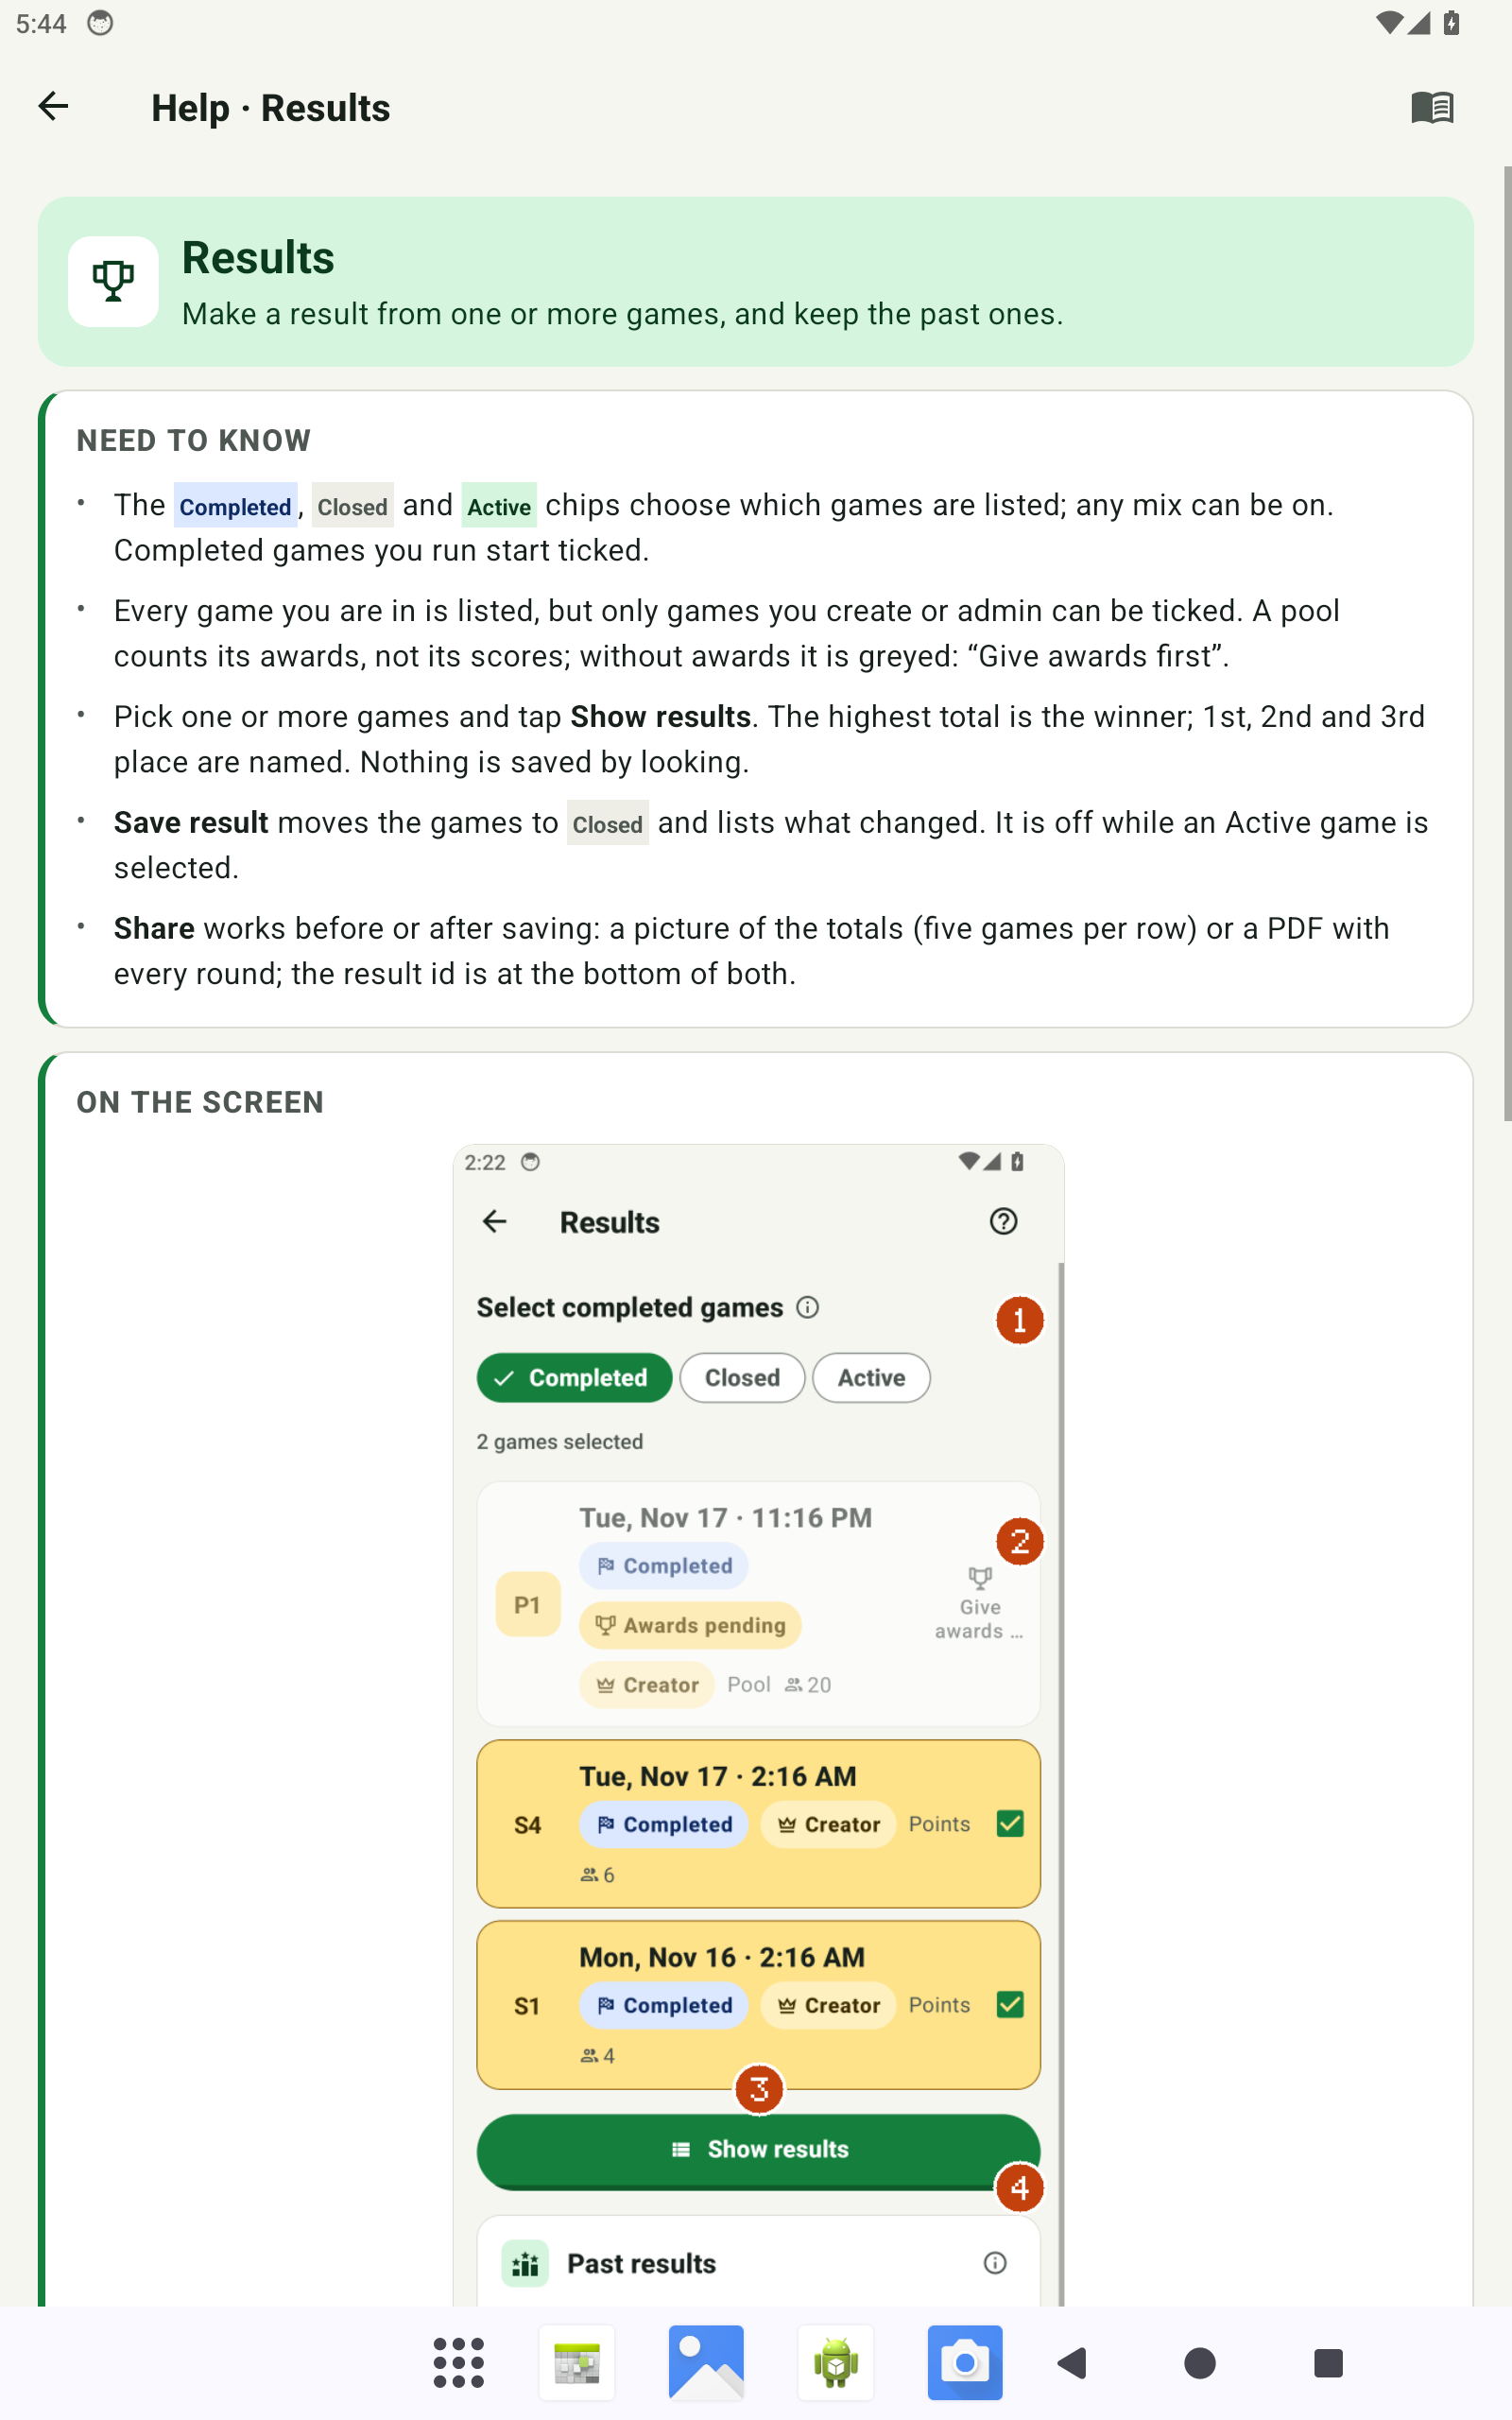 5:44
Help · Results
Results
Make a result from one or more games, and keep the past ones.
NEED TO KNOW
• The Completed, Closed and Active chips choose which games are listed; any mix can be on.
Completed games you run start ticked.
• Every game you are in is listed, but only games you create or admin can be ticked. A pool
counts its awards, not its scores; without awards it is greyed: “Give awards first”.
• Pick one or more games and tap Show results. The highest total is the winner; 1st, 2nd and 3rd
place are named. Nothing is saved by looking.
• Save result moves the games to Closed and lists what changed. It is off while an Active game is
selected.
• Share works before or after saving: a picture of the totals (five games per row) or a PDF with
every round; the result id is at the bottom of both.
ON THE SCREEN
2:22
Results
Select completed games
1
Completed
Closed
Active
2 games selected
Tue, Nov 17 · 11:16 PM
2
Completed
P1
Awards pending
Give
awards ...
Creator
Pool
20
Tue, Nov 17 · 2:16 AM
S4
Completed
Creator
Points
6
Mon, Nov 16 · 2:16 AM
S1
Completed
Creator
Points
4
3
Show results
4
Past results